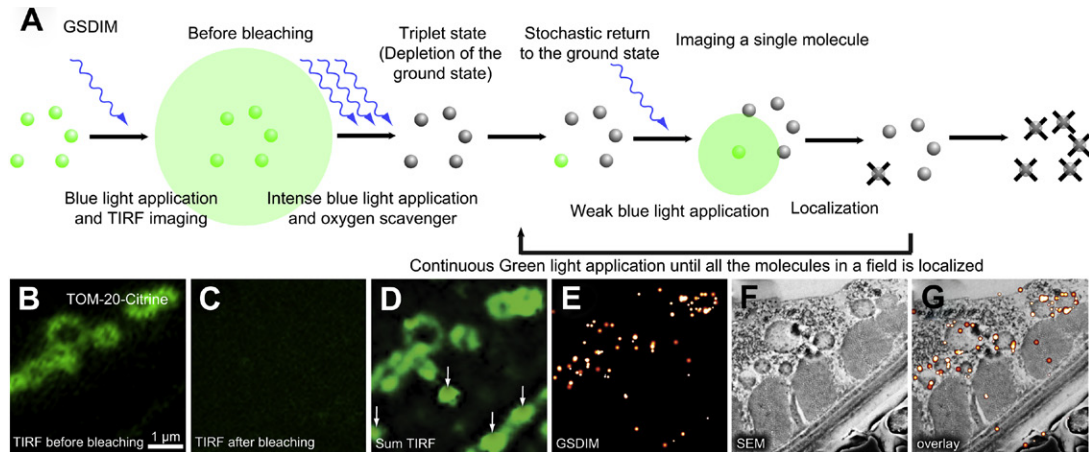 A
GSDIM
Before bleaching
Triplet state
(Depletion of the
ground state)
Stochastic return
to the ground state
Imaging a single molecule
Blue light application
and TIRF imaging
Intense blue light application
and oxygen scavenger
Weak blue light application
Localization
Continuous Green light application until all the molecules in a field is localized
B
TOM-20-Citrine
TIRF before bleaching
1 µm
C
TIRF after bleaching
D
Sum TIRF
E
GSDIM
F
SEM
G
overlay